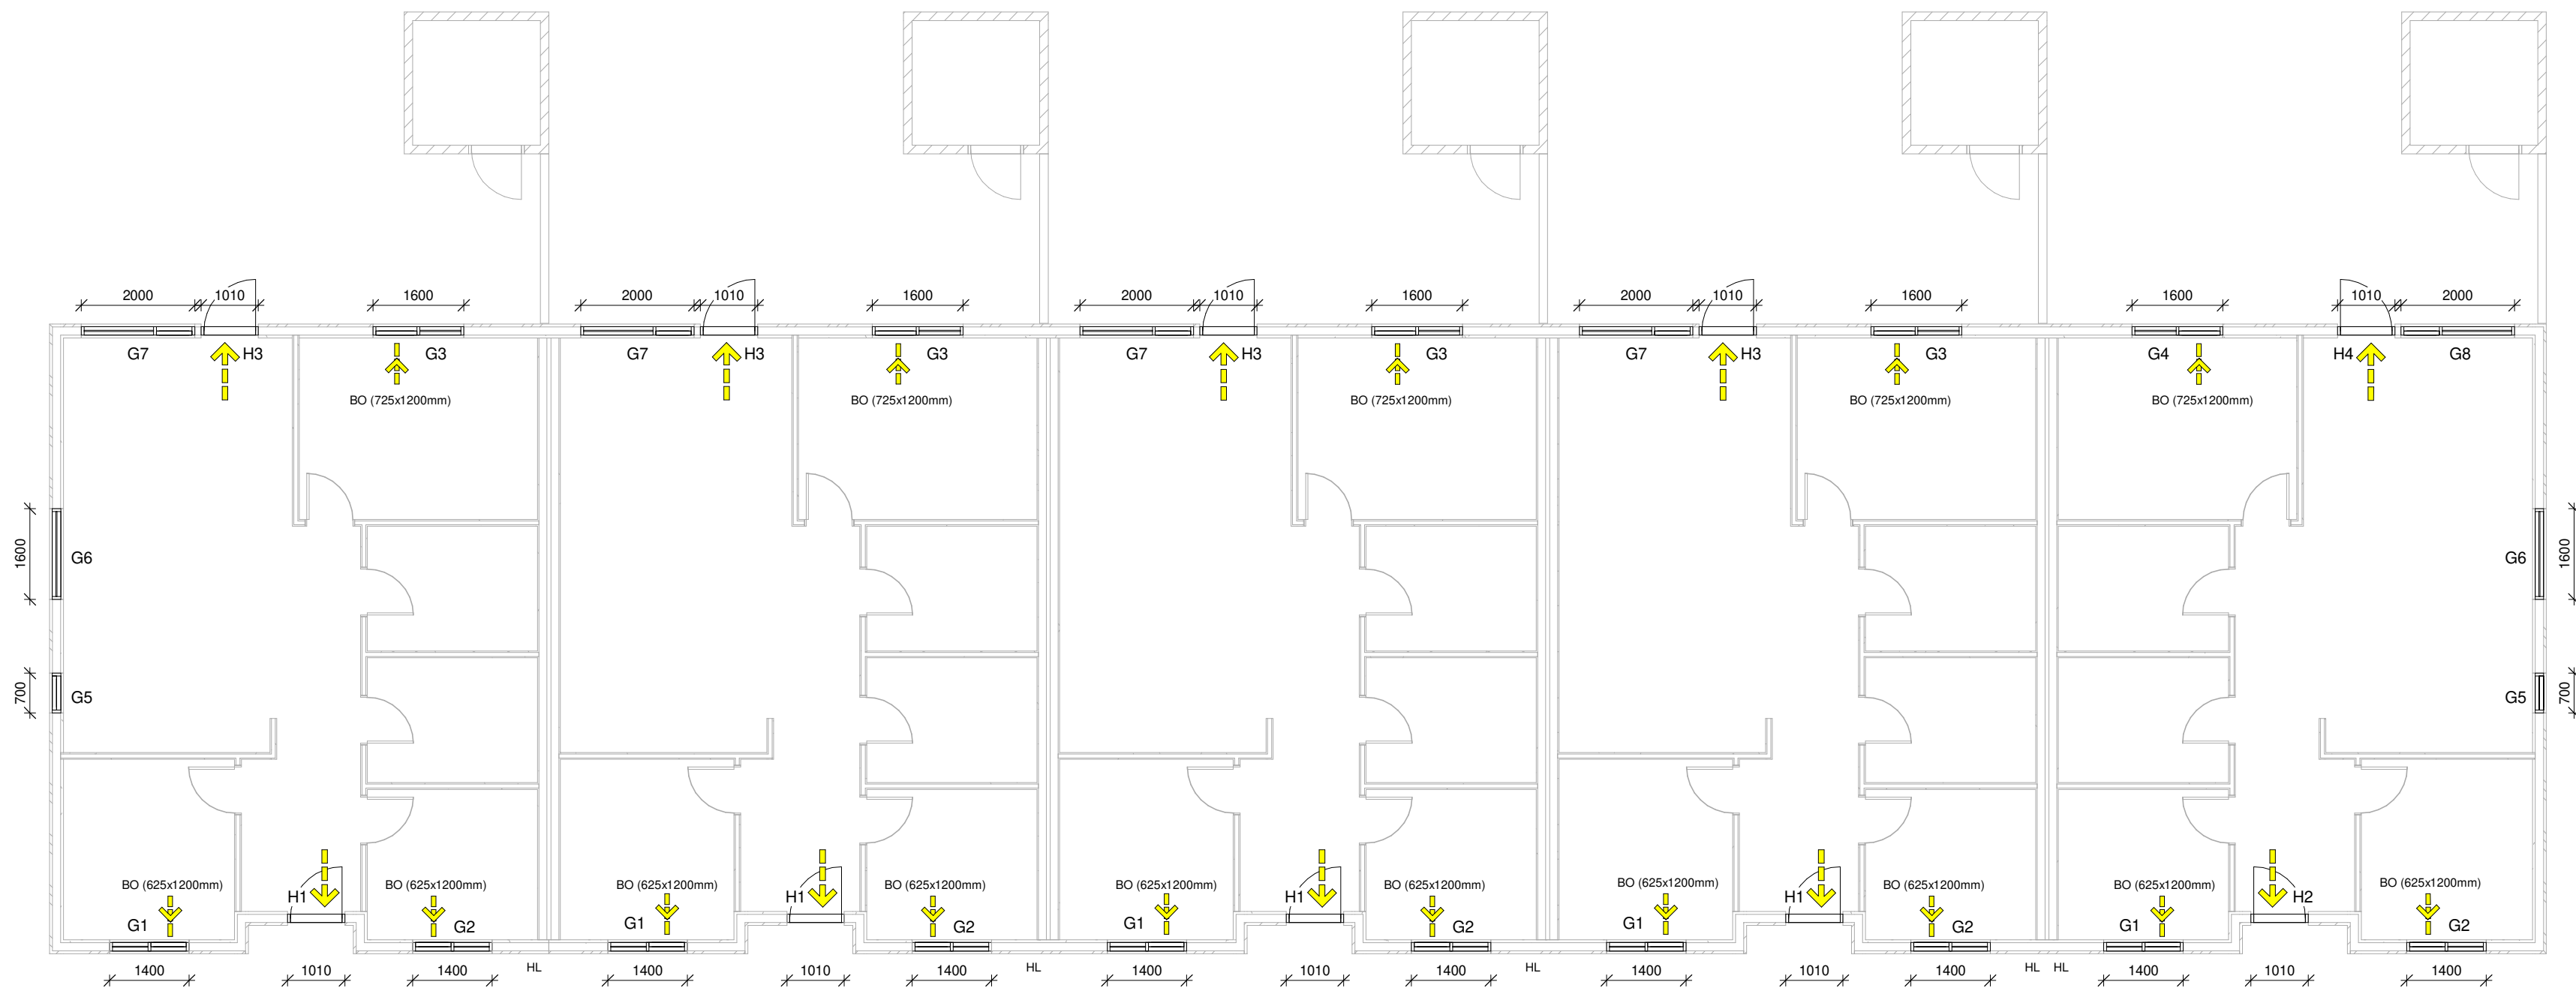 2000 1010 1600 2000 1010 1600 2000 1010 1600 2000 1010 1600 1600 1010 2000
G7 H3 G3 G7 H3 G3 G7 H3 G3 G7 H3 G3 G4 H4 G8
BO (725x1200mm) BO (725x1200mm) BO (725x1200mm) BO (725x1200mm) BO (725x1200mm)
1600 G6 G6 1600
700 G5 G5 700
BO (625x1200mm) BO (625x1200mm) BO (625x1200mm) BO (625x1200mm) BO (625x1200mm) BO (625x1200mm) BO (625x1200mm) BO (625x1200mm) BO (625x1200mm) BO (625x1200mm)
H1 H1 H1 H1 H2
G1 G2 G1 G2 G1 G2 G1 G2 G1 G2
HL HL HL HL HL
1400 1010 1400 1400 1010 1400 1400 1010 1400 1400 1010 1400 1400 1010 1400